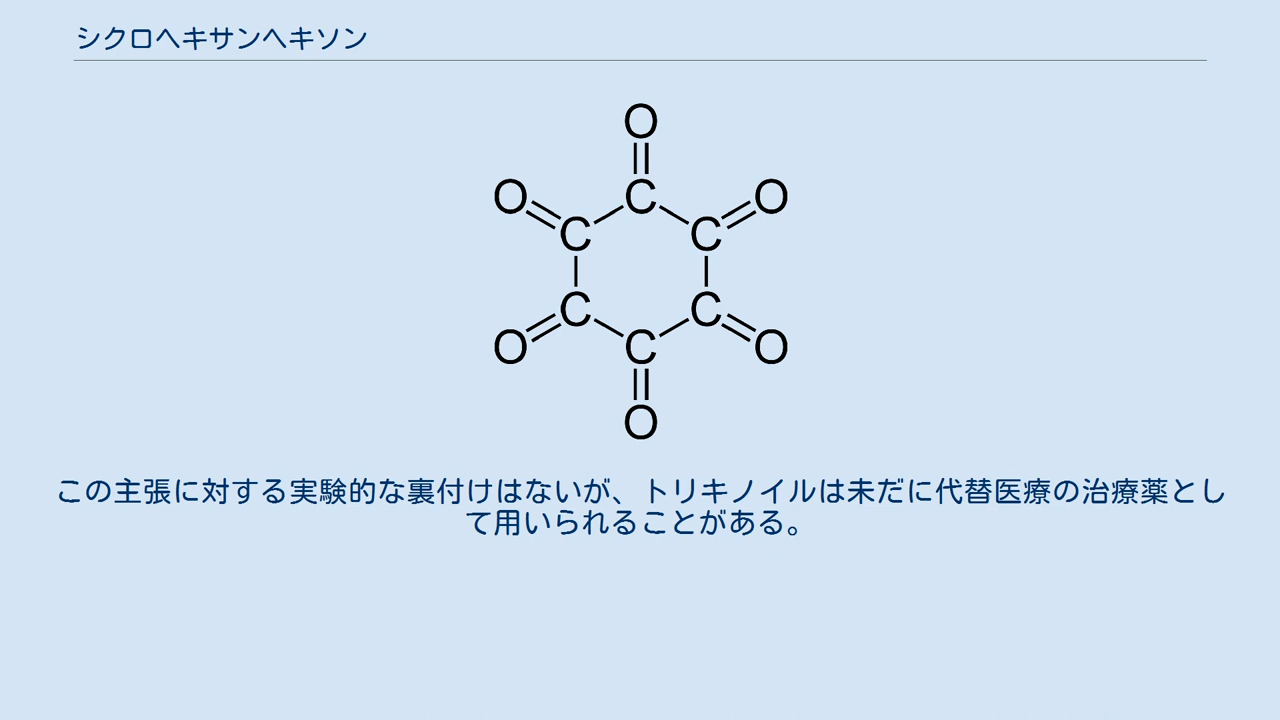 シクロヘキサンヘキソン
O
O O
C
C C
C C
C
O O
O
この主張に対する実験的な裏付けはないが、トリキノイルは未だに代替医療の治療薬とし
て用いられることがある。